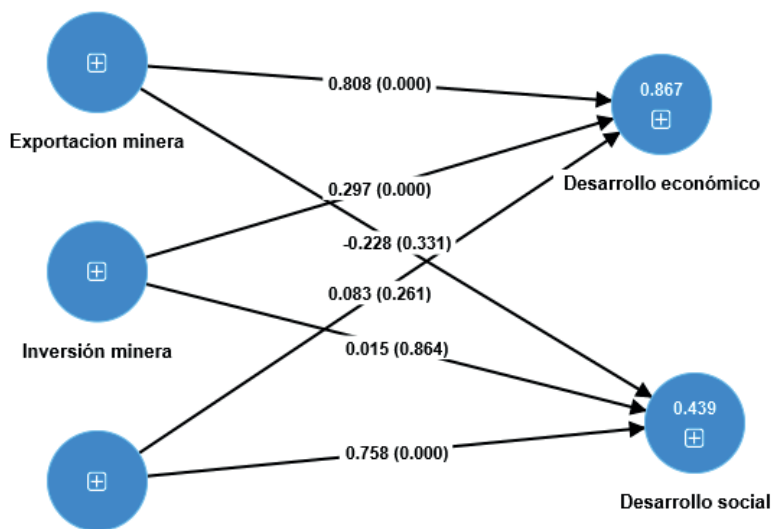 0.867
0.808 (0.000)
Exportacion minera
Desarrollo económico
0.297 (0.000)
-0.228 (0.331)
0.083 (0.261)
Inversión minera
0.015 (0.864)
0.439
0.758 (0.000)
Desarrollo social